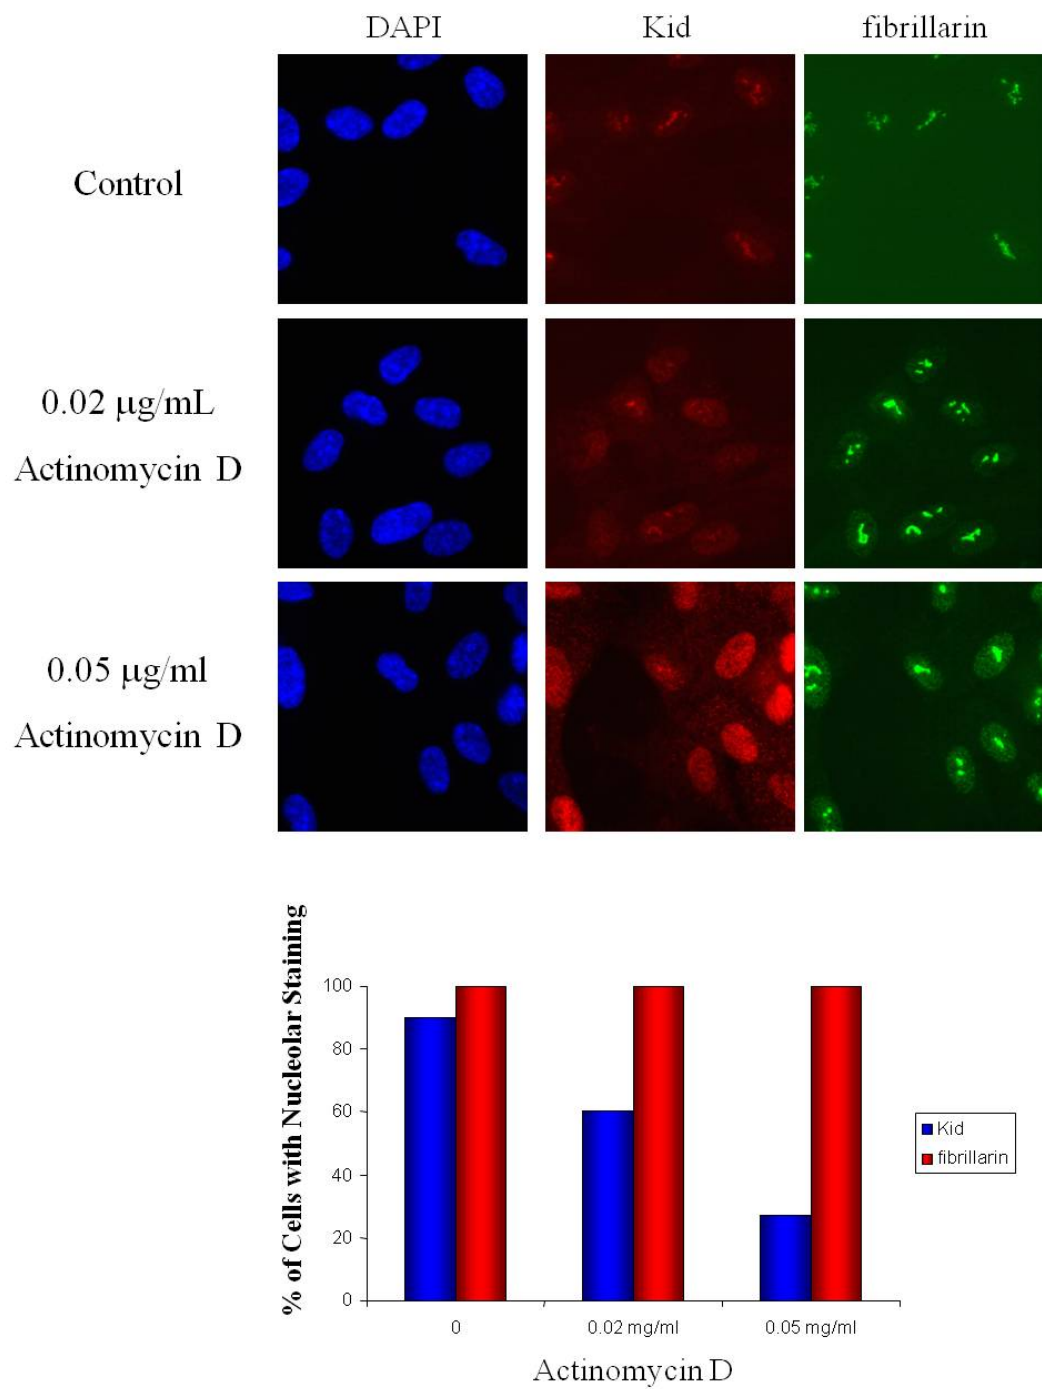 DAPI Kid fibrillarin
Control
0.02 μg/mL
Actinomycin D
0.05 μg/ml
Actinomycin D
% of Cells with Nucleolar Staining
100
80
60
40
20
0
0 0.02 mg/ml 0.05 mg/ml
Actinomycin D
Kid
fibrillarin